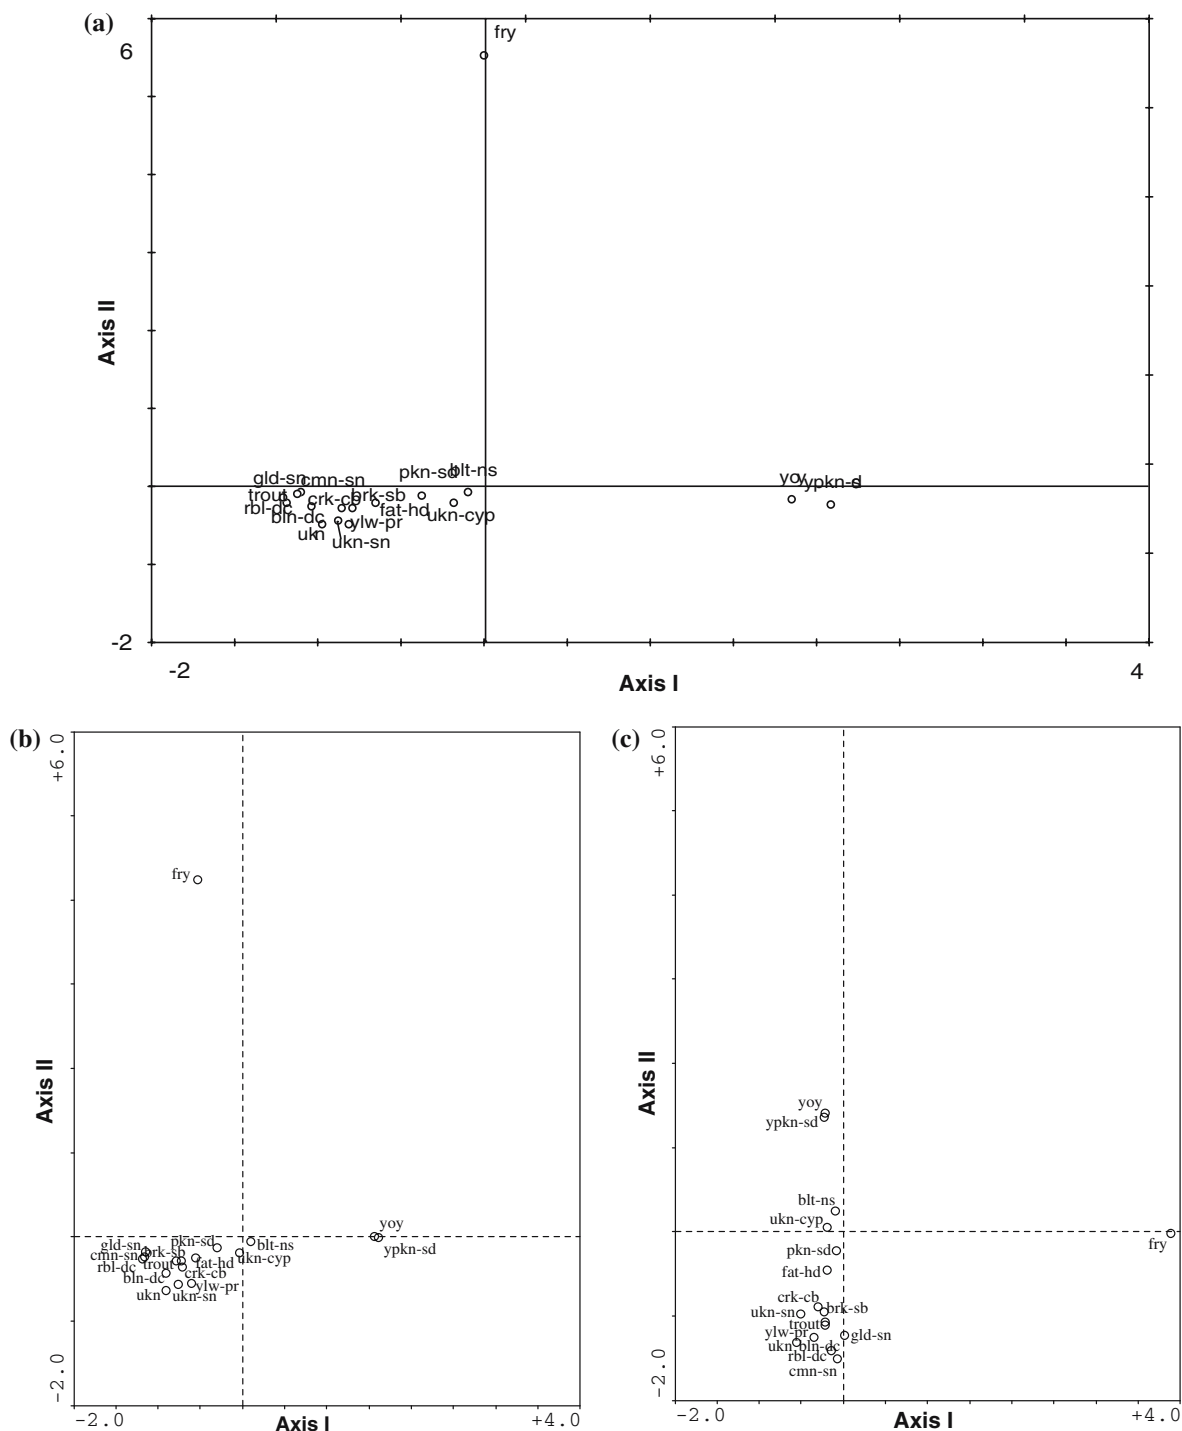 (a)
6
fry
Axis II
gld-sn
cmn-sn
pkn-sd
blt-ns
yoy
ypkn-sd
trout
crk-cb
brk-sb
rbl-dc
fat-hd
bln-dc
ylw-pr
ukn-cyp
ukn
ukn-sn
-2
-2
4
Axis I
(b)
+6.0
fry
Axis II
yoy
pkn-sd
blt-ns
ypkn-sd
gld-sn
brk-sb
cmn-sn
ukn-cyp
rbl-dc
trout
fat-hd
bln-dc
crk-cb
ylw-pr
ukn
ukn-sn
-2.0
-2.0
Axis I
+4.0
(c)
+6.0
Axis II
yoy
ypkn-sd
blt-ns
ukn-cyp
fry
pkn-sd
fat-hd
crk-cb
ukn-sn
brk-sb
trout
ylw-pr
gld-sn
ukn
bln-dc
rbl-dc
cmn-sn
-2.0
-2.0
Axis I
+4.0